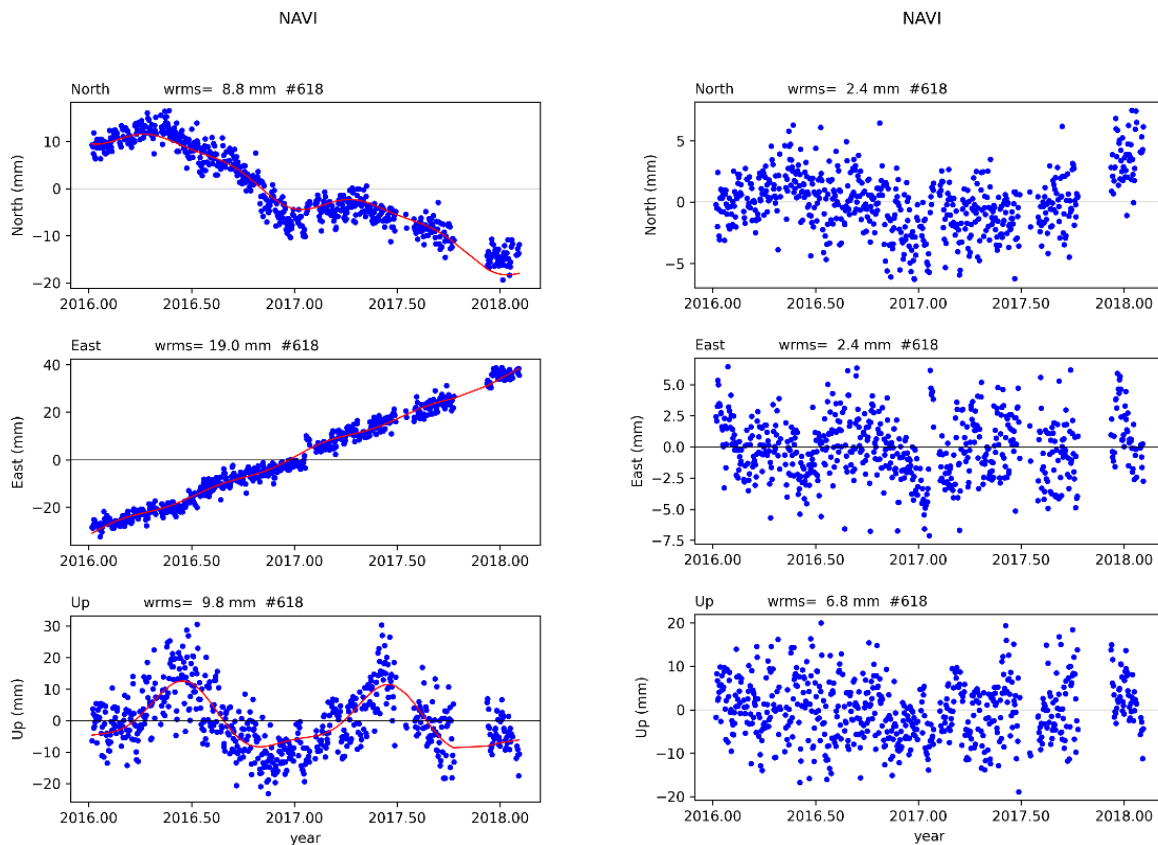 NAVI
North wrms= 8.8 mm #618
North (mm)
10
0
−10
−20
2016.00 2016.50 2017.00 2017.50 2018.00
East wrms= 19.0 mm #618
East (mm)
40
20
0
−20
2016.00 2016.50 2017.00 2017.50 2018.00
Up wrms= 9.8 mm #618
Up (mm)
30
20
10
0
−10
−20
2016.00 2016.50 2017.00 2017.50 2018.00
year
NAVI
North wrms= 2.4 mm #618
North (mm)
5
0
−5
2016.00 2016.50 2017.00 2017.50 2018.00
East wrms= 2.4 mm #618
East (mm)
5.0
2.5
0.0
−2.5
−5.0
−7.5
2016.00 2016.50 2017.00 2017.50 2018.00
Up wrms= 6.8 mm #618
Up (mm)
20
10
0
−10
−20
2016.00 2016.50 2017.00 2017.50 2018.00
year